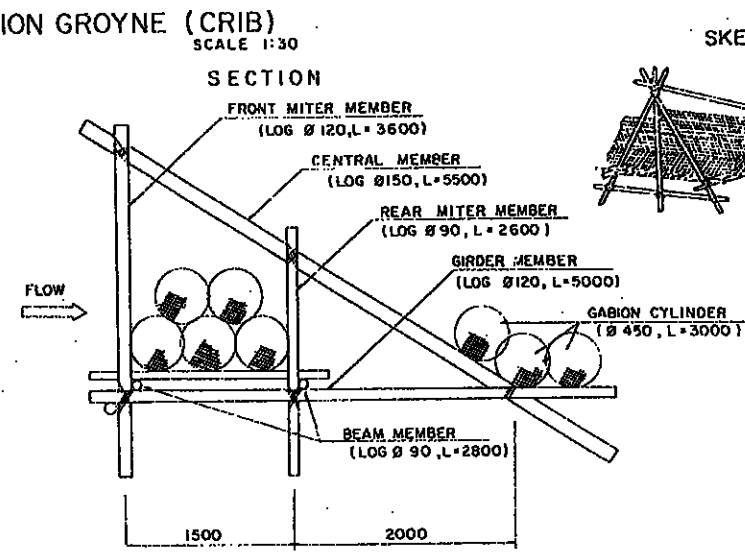 ION GROYNE (CRIB)
SCALE 1:30
SKE
SECTION
FRONT MITER MEMBER
(LOG Ø 120, L= 3600)
CENTRAL MEMBER
(LOG Ø150, L=5500)
REAR MITER MEMBER
(LOG Ø 90, L= 2600)
GIRDER MEMBER
(LOG Ø120, L=5000)
FLOW
GABION CYLINDER
(Ø 450, L=3000)
BEAM MEMBER
(LOG Ø 90, L=2800)
1500
2000